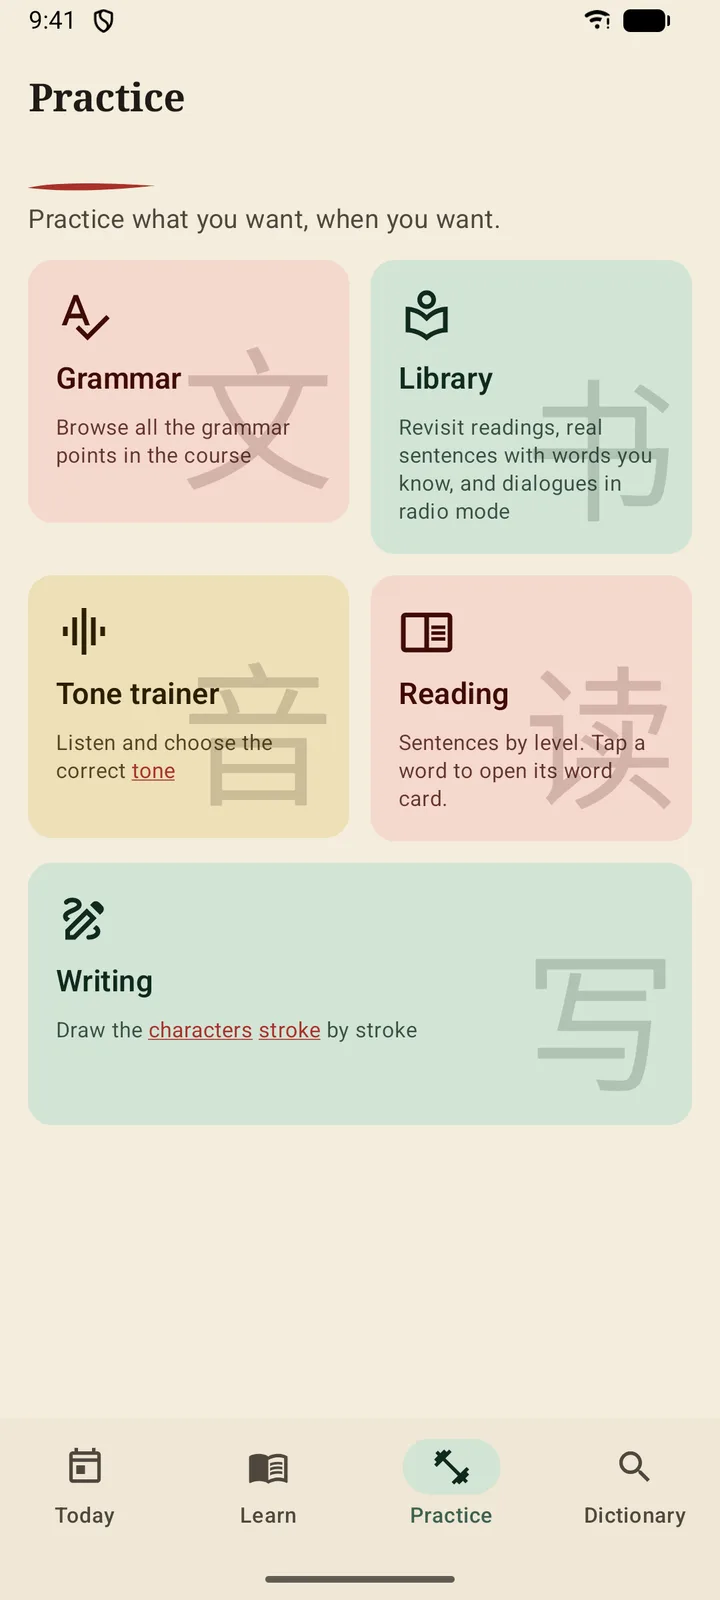 9:41
Practice
Practice what you want, when you want.
文
Grammar
Browse all the grammar
points in the course
书
Library
Revisit readings, real
sentences with words you
know, and dialogues in
radio mode
音
Tone trainer
Listen and choose the
correct tone
读
Reading
Sentences by level. Tap a
word to open its word
card.
写
Writing
Draw the characters stroke by stroke
Today
Learn
Practice
Dictionary